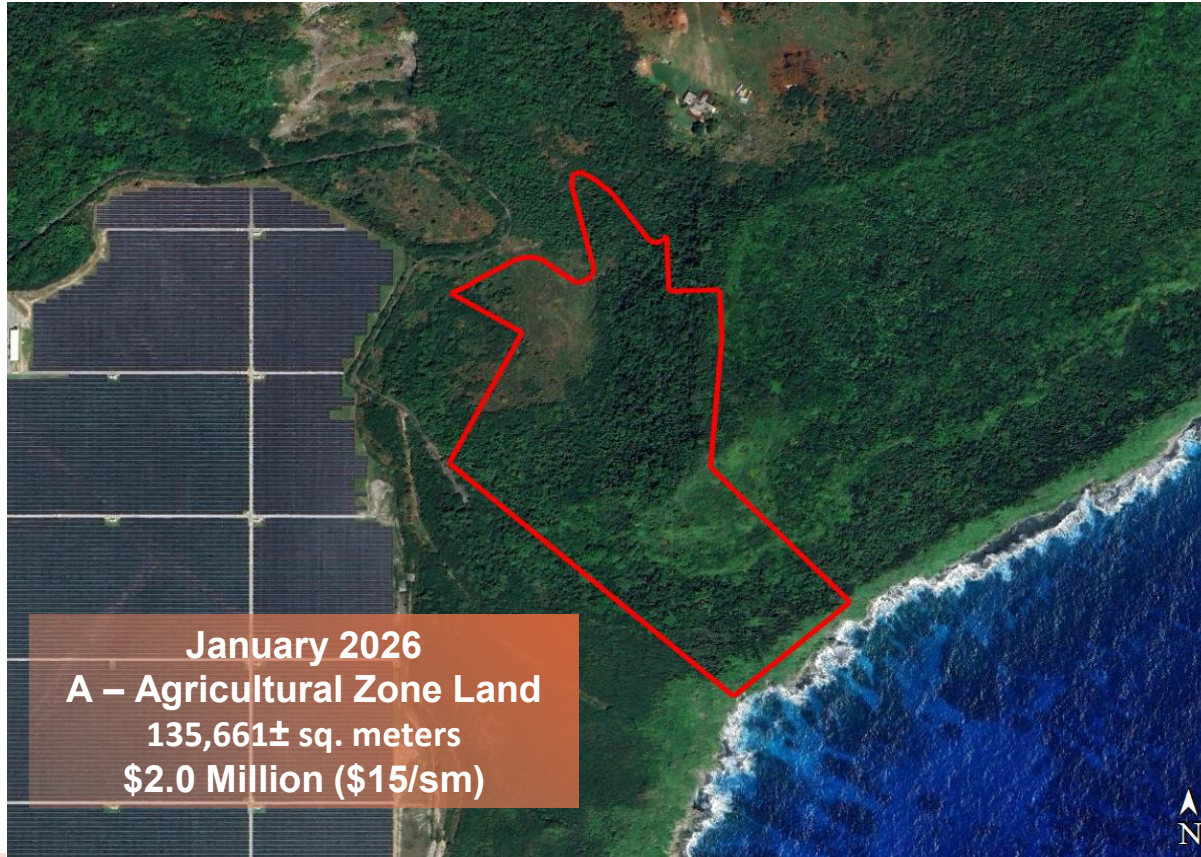 January 2026
A – Agricultural Zone Land
135,661± sq. meters
$2.0 Million ($15/sm)
N